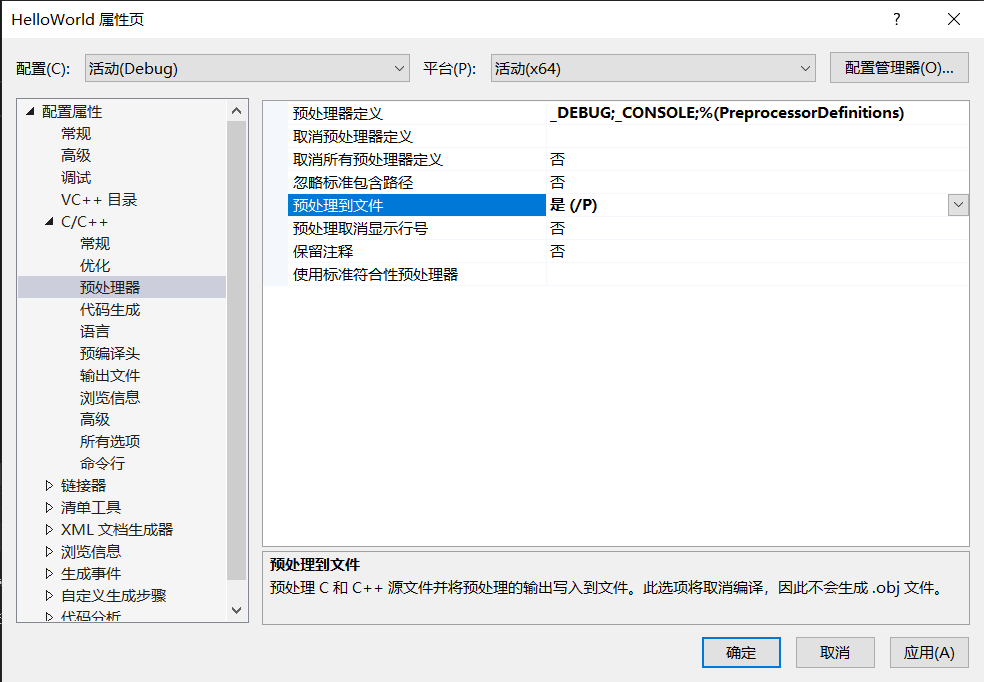 HelloWorld 属性页
?
配置(C): 活动(Debug) 平台(P): 活动(x64) 配置管理器(O)...
配置属性
常规
高级
调试
VC++ 目录
C/C++
常规
优化
预处理器
代码生成
语言
预编译头
输出文件
浏览信息
高级
所有选项
命令行
链接器
清单工具
XML 文档生成器
浏览信息
生成事件
自定义生成步骤
代码分析
预处理器定义 _DEBUG;_CONSOLE;%(PreprocessorDefinitions)
取消预处理器定义
取消所有预处理器定义 否
忽略标准包含路径 否
预处理到文件 是 (/P)
预处理取消显示行号 否
保留注释 否
使用标准符合性预处理器
预处理到文件
预处理 C 和 C++ 源文件并将预处理的输出写入到文件。此选项将取消编译，因此不会生成 .obj 文件。
确定 取消 应用(A)